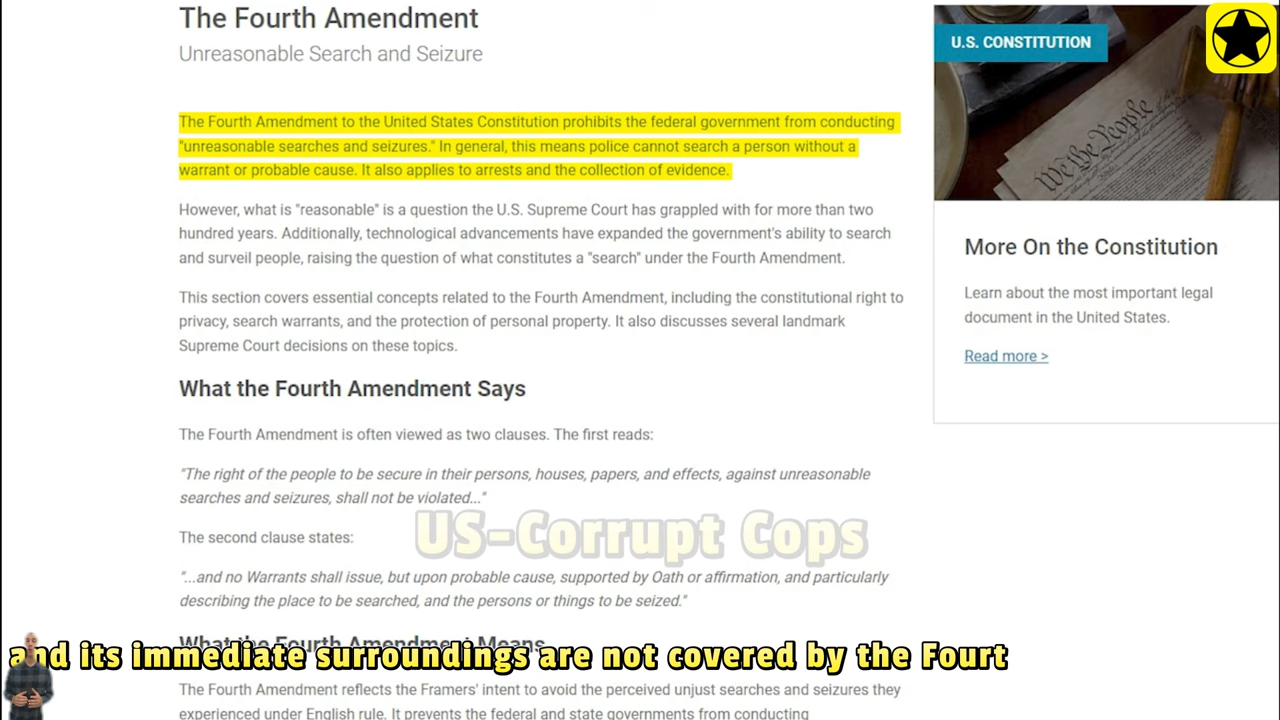 The Fourth Amendment
Unreasonable Search and Seizure
The Fourth Amendment to the United States Constitution prohibits the federal government from conducting
"unreasonable searches and seizures." In general, this means police cannot search a person without a
warrant or probable cause. It also applies to arrests and the collection of evidence.
However, what is "reasonable" is a question the U.S. Supreme Court has grappled with for more than two
hundred years. Additionally, technological advancements have expanded the government's ability to search
and surveil people, raising the question of what constitutes a "search" under the Fourth Amendment.
This section covers essential concepts related to the Fourth Amendment, including the constitutional right to
privacy, search warrants, and the protection of personal property. It also discusses several landmark
Supreme Court decisions on these topics.
What the Fourth Amendment Says
The Fourth Amendment is often viewed as two clauses. The first reads:
"The right of the people to be secure in their persons, houses, papers, and effects, against unreasonable
searches and seizures, shall not be violated..."
The second clause states:
"...and no Warrants shall issue, but upon probable cause, supported by Oath or affirmation, and particularly
describing the place to be searched, and the persons or things to be seized."
What the Fourth Amendment Means
The Fourth Amendment reflects the Framers' intent to avoid the perceived unjust searches and seizures they
experienced under English rule. It prevents the federal and state governments from conducting
U.S. CONSTITUTION
We the People
More On the Constitution
Learn about the most important legal
document in the United States.
Read more >
US-Corrupt Cops
and its immediate surroundings are not covered by the Fourt